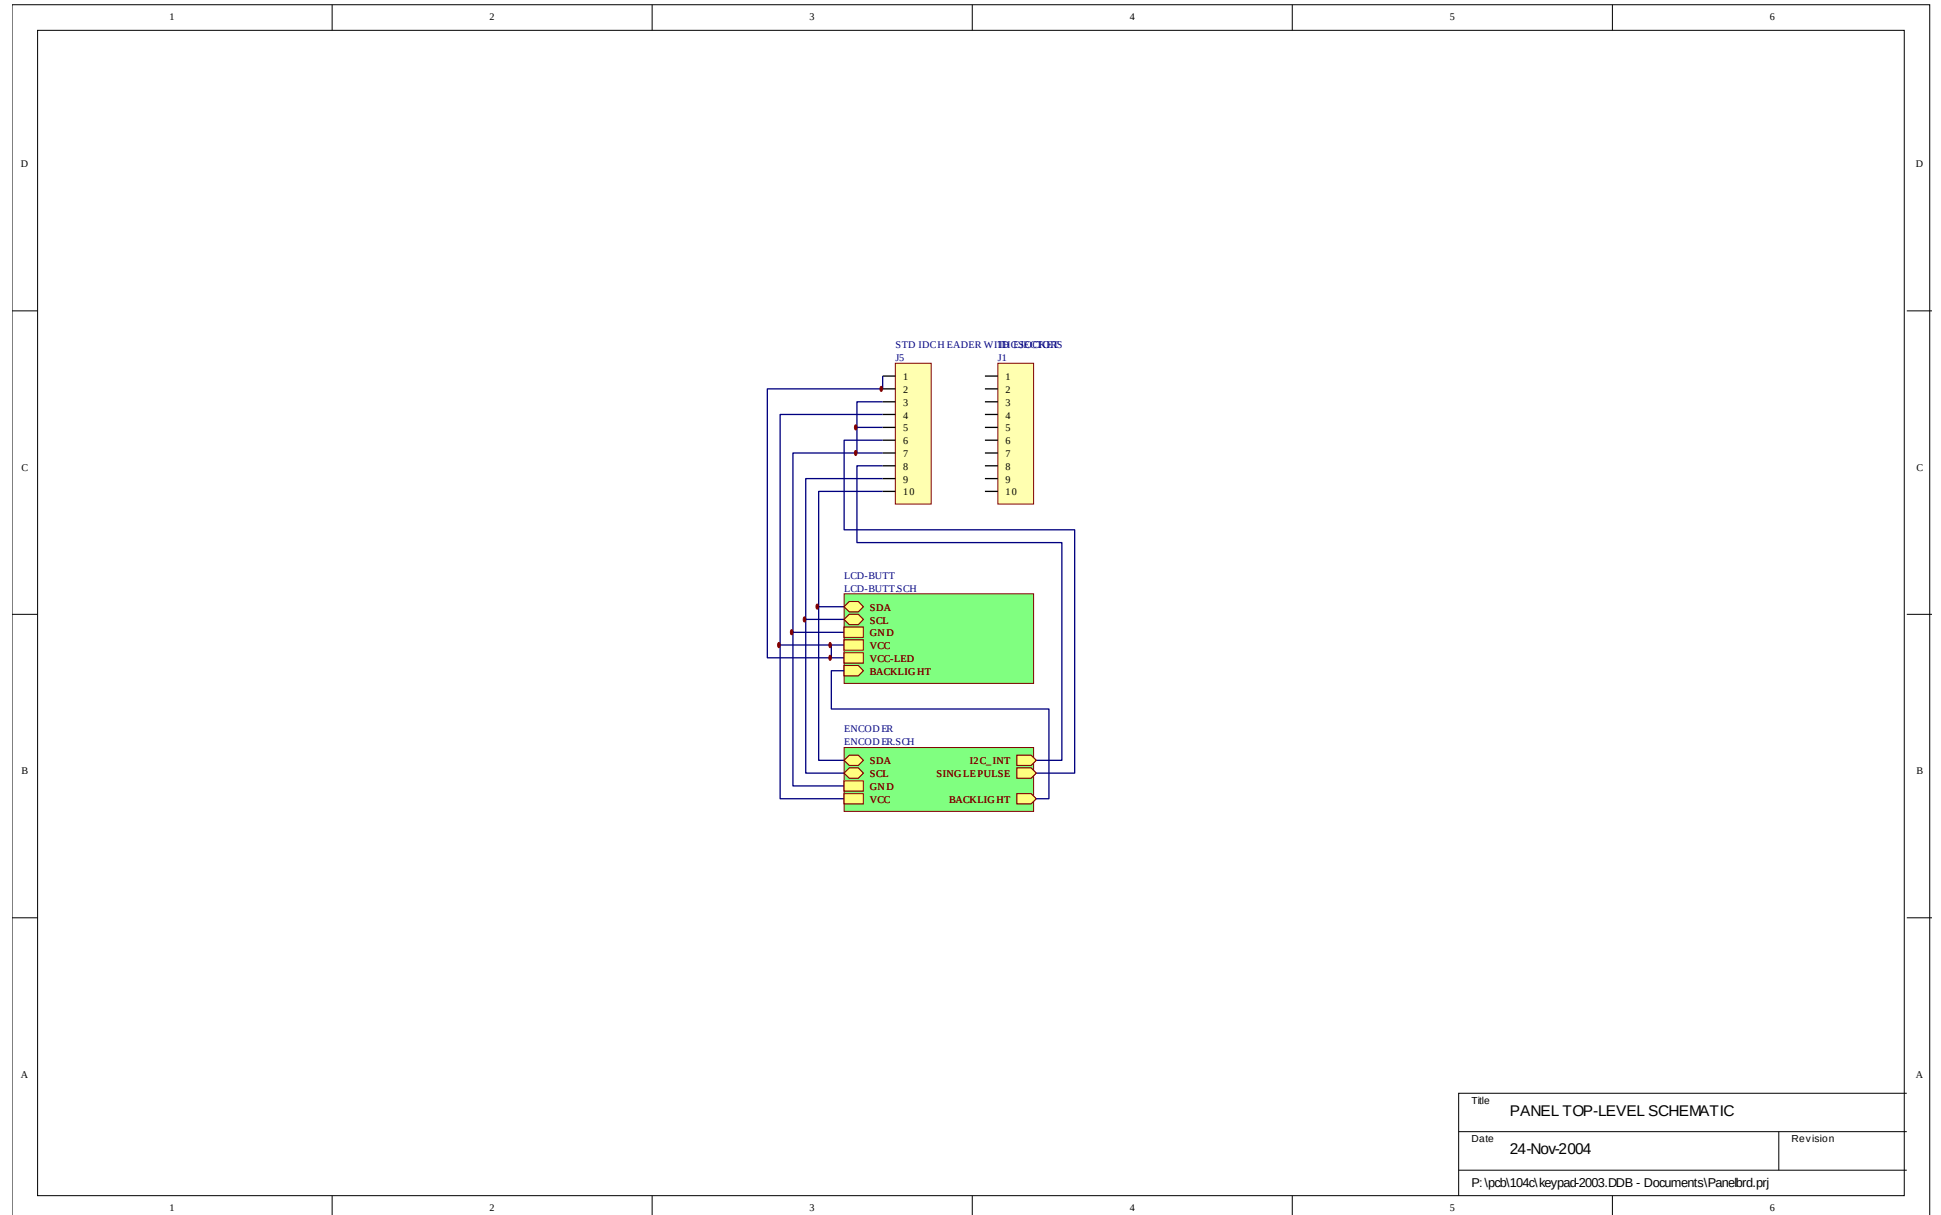 1 2 3 4 5 6
D D
STD IDC HEADER WITH EJECTORS
J5 J1
1 1
2 2
3 3
4 4
5 5
6 6
C 7 7 C
8 8
9 9
10 10
LCD-BUTT
LCD-BUTT.SCH
SDA
SCL
GND
VCC
VCC-LED
BACKLIGHT
ENCODER
ENCODER.SCH
SDA I2C_INT
B SCL SINGLEPULSE B
GND
VCC BACKLIGHT
A A
Title PANEL TOP-LEVEL SCHEMATIC
Date 24-Nov-2004 Revision
P:\pcb\104c\keypad-2003.DDB - Documents\Panelbrd.prj
1 2 3 4 5 6